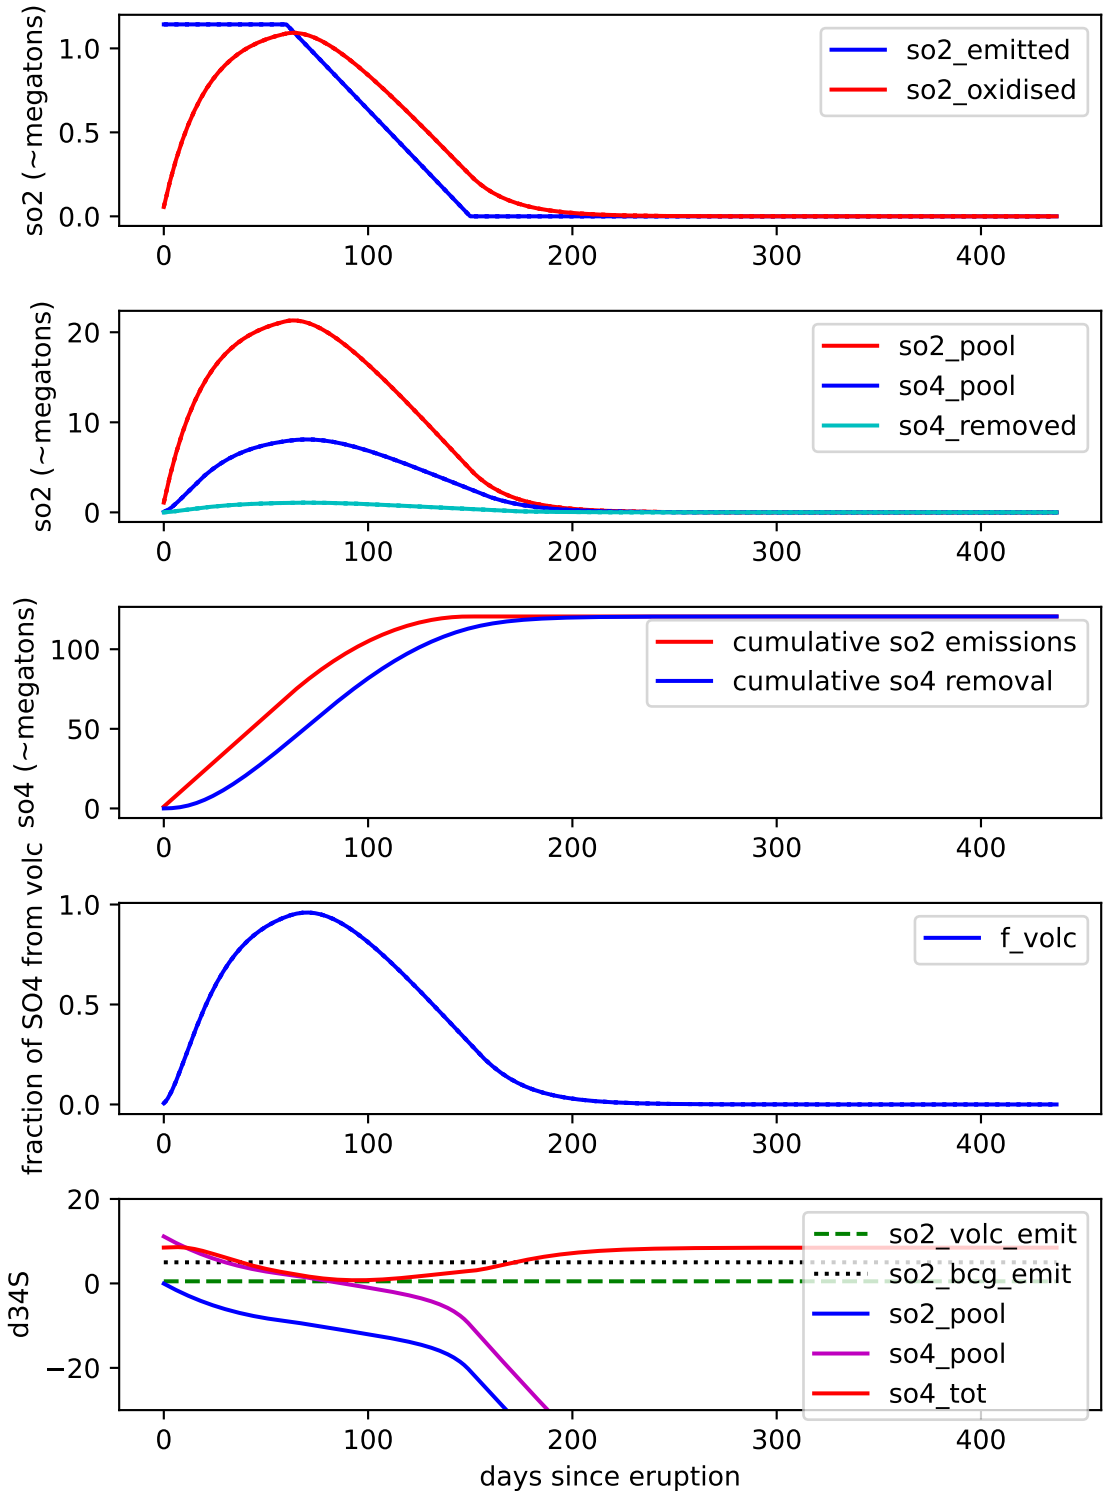 so2 (~megatons)
1.0
0.5
0.0
so2_emitted
so2_oxidised
0 100 200 300 400
so2 (~megatons)
20
10
0
so2_pool
so4_pool
so4_removed
0 100 200 300 400
so4 (~megatons)
100
50
0
cumulative so2 emissions
cumulative so4 removal
0 100 200 300 400
fraction of SO4 from volc
1.0
0.5
0.0
f_volc
0 100 200 300 400
d34S
20
0
−20
so2_volc_emit
so2_bcg_emit
so2_pool
so4_pool
so4_tot
0 100 200 300 400
days since eruption